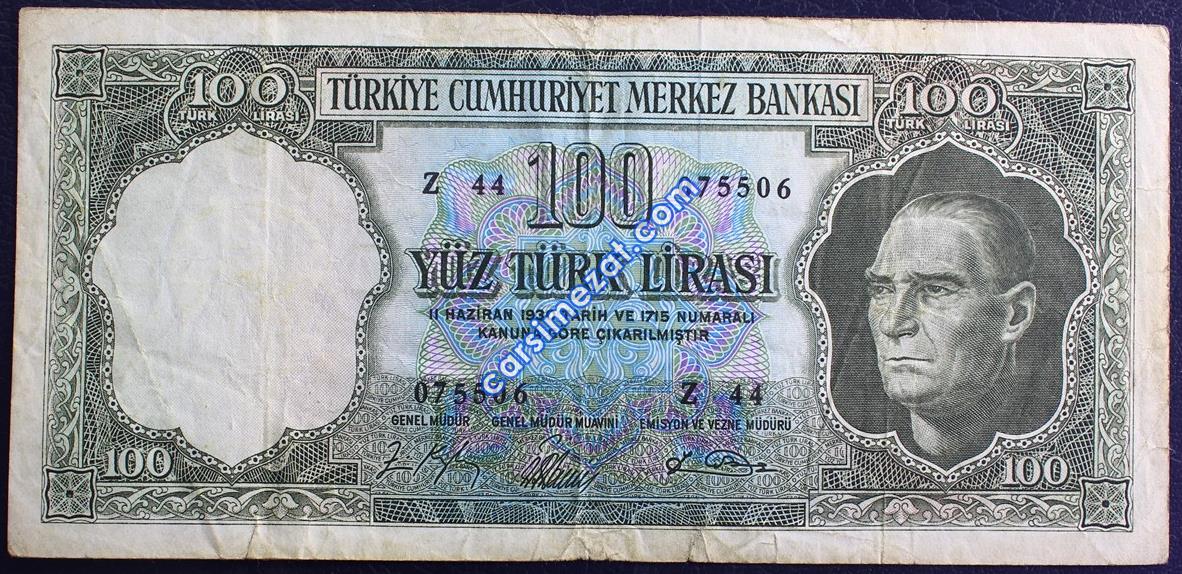 100
TÜRK LİRASI
TÜRKİYE CUMHURİYET MERKEZ BANKASI
100
TÜRK LİRASI
100
Z 44 075506
YÜZ TÜRK LİRASI
11 HAZİRAN 1930 TARİH VE 1715 NUMARALI
KANUNA GÖRE ÇIKARILMIŞTIR
carsimezat.com
075506 Z 44
GENEL MÜDÜR GENEL MÜDÜR MUAVİNİ EMİSYON VE VEZNE MÜDÜRÜ
100
100